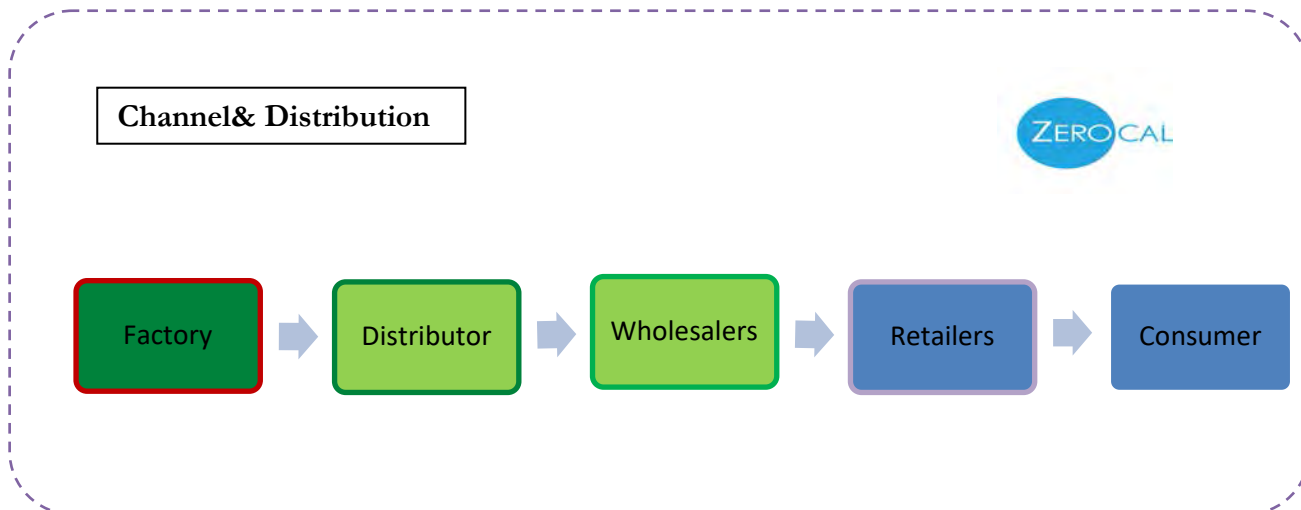 Channel& Distribution
ZEROCAL
Factory
Distributor
Wholesalers
Retailers
Consumer